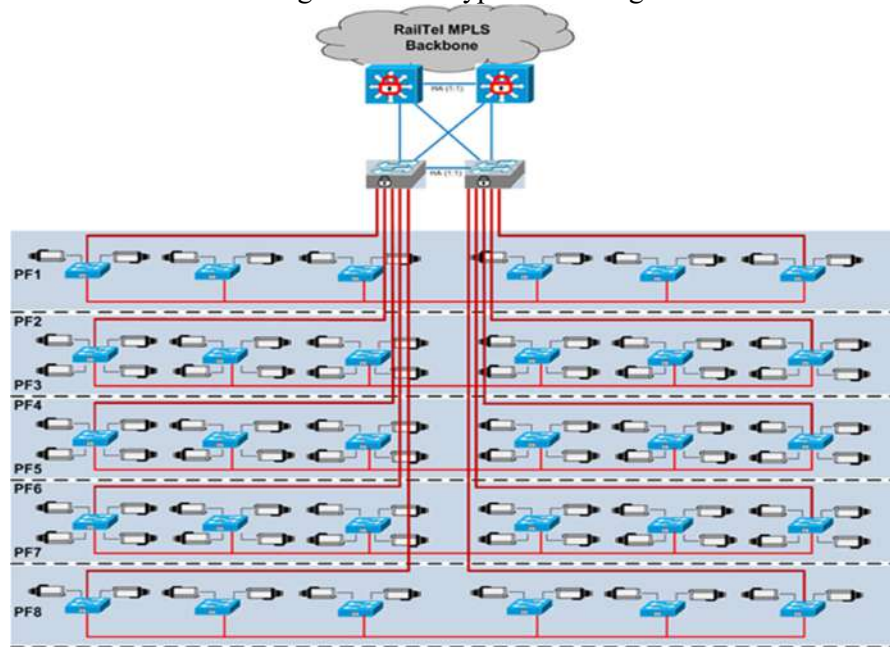 RailTel MPLS
Backbone
HA (1:1)
HA (1:1)
PF1
PF2
PF3
PF4
PF5
PF6
PF7
PF8